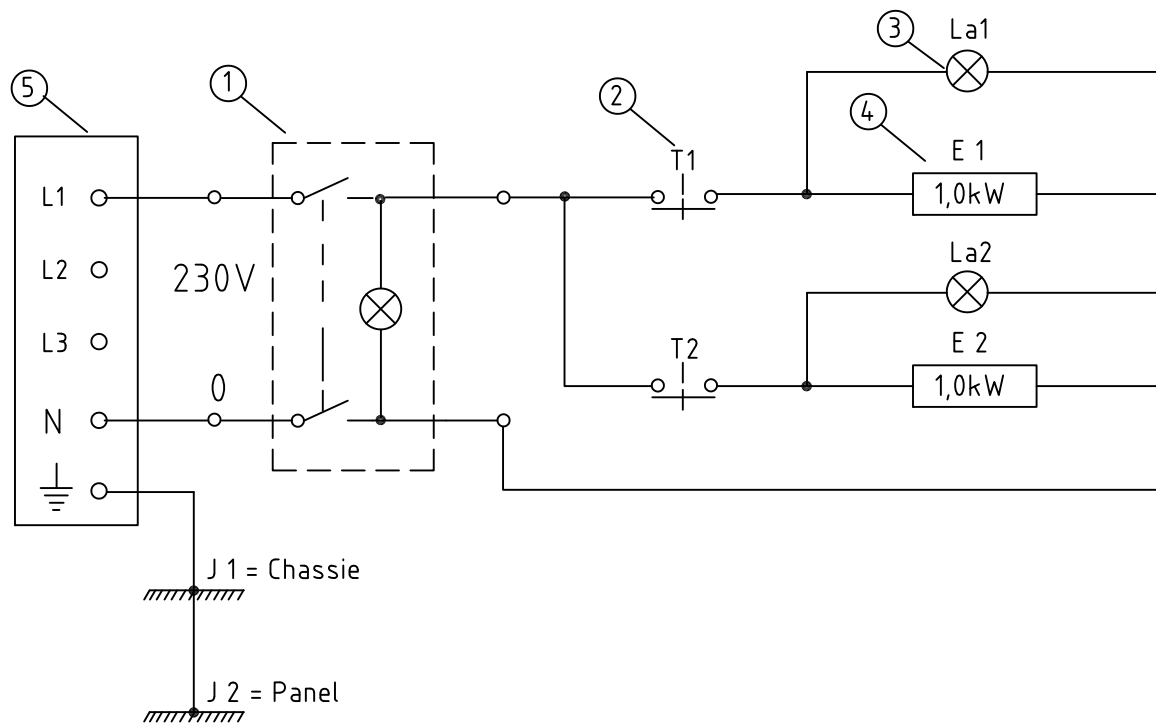 3
La1
5
1
2
4
T1
E 1
L1
1,0kW
La2
L2
230V
L3
T2
E 2
0
1,0kW
N
J 1 = Chassie
J 2 = Panel